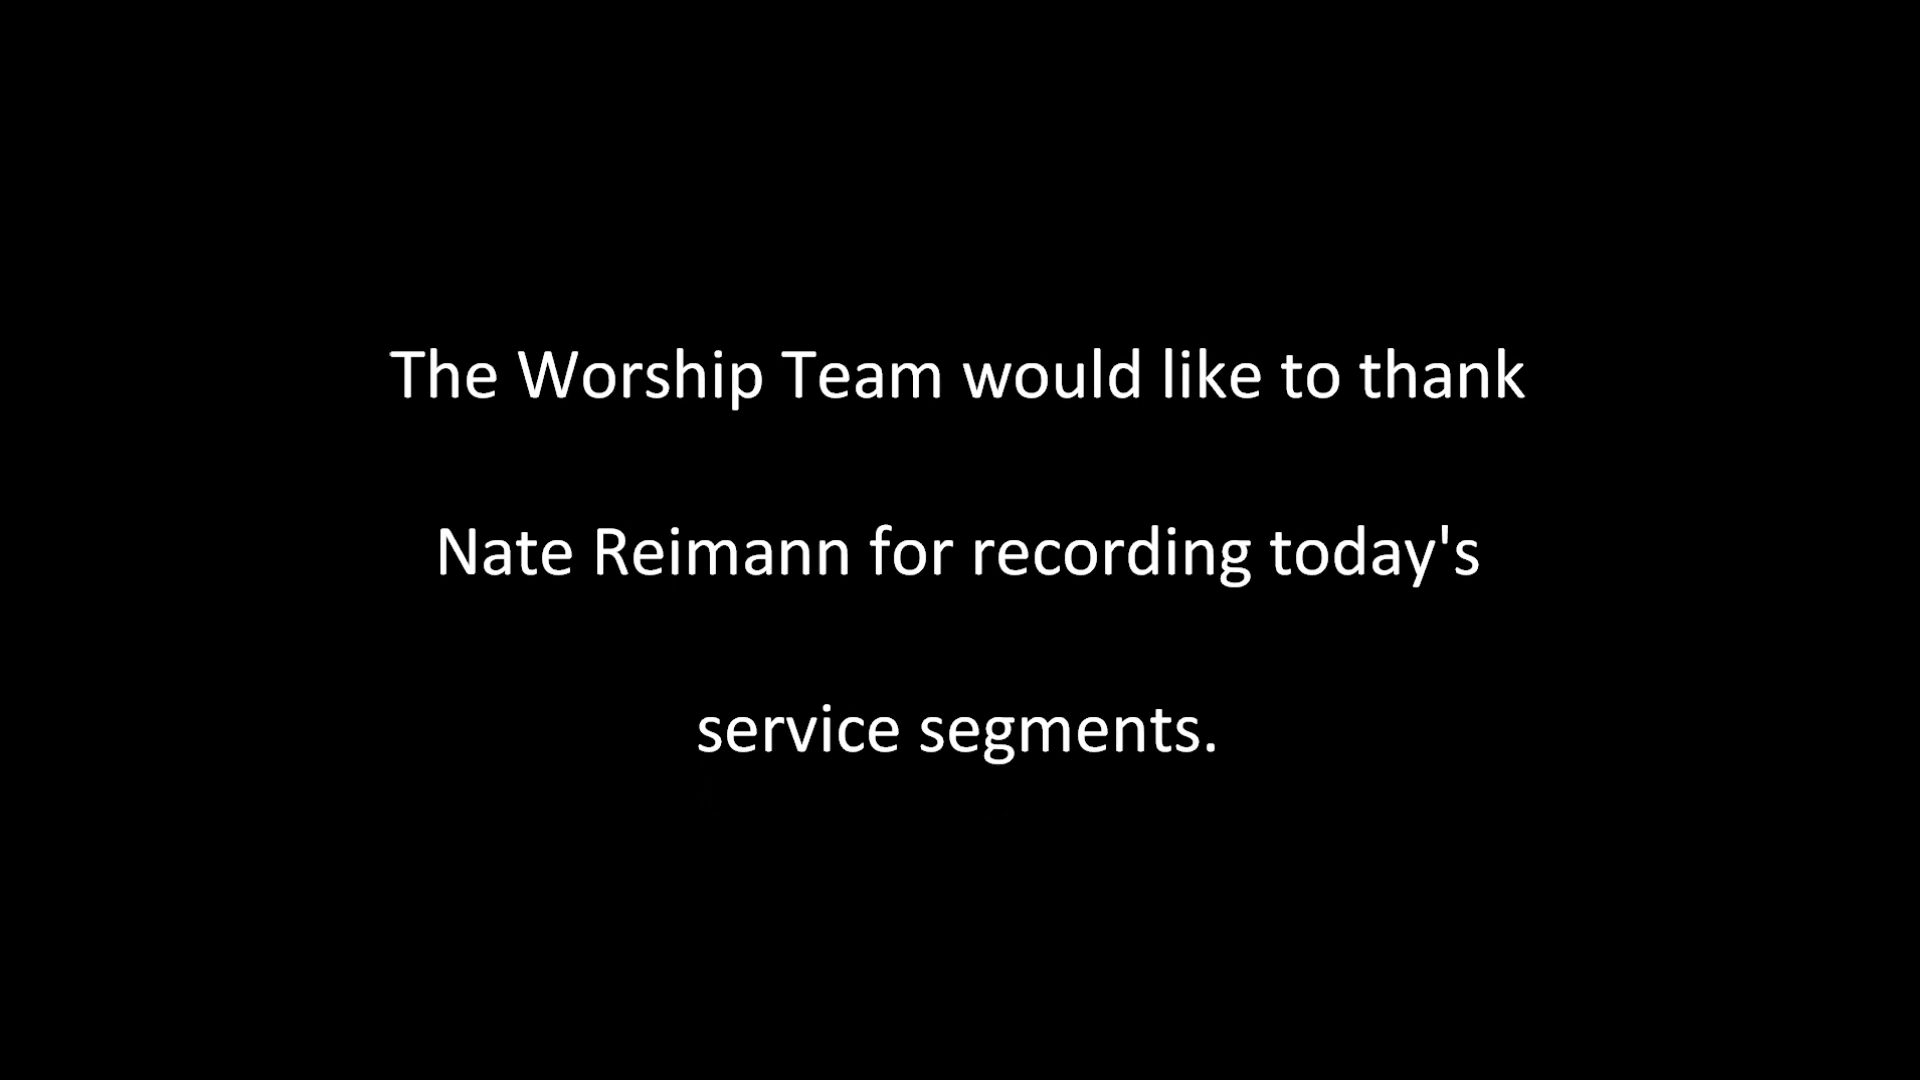 The Worship Team would like to thank
Nate Reimann for recording today's
service segments.